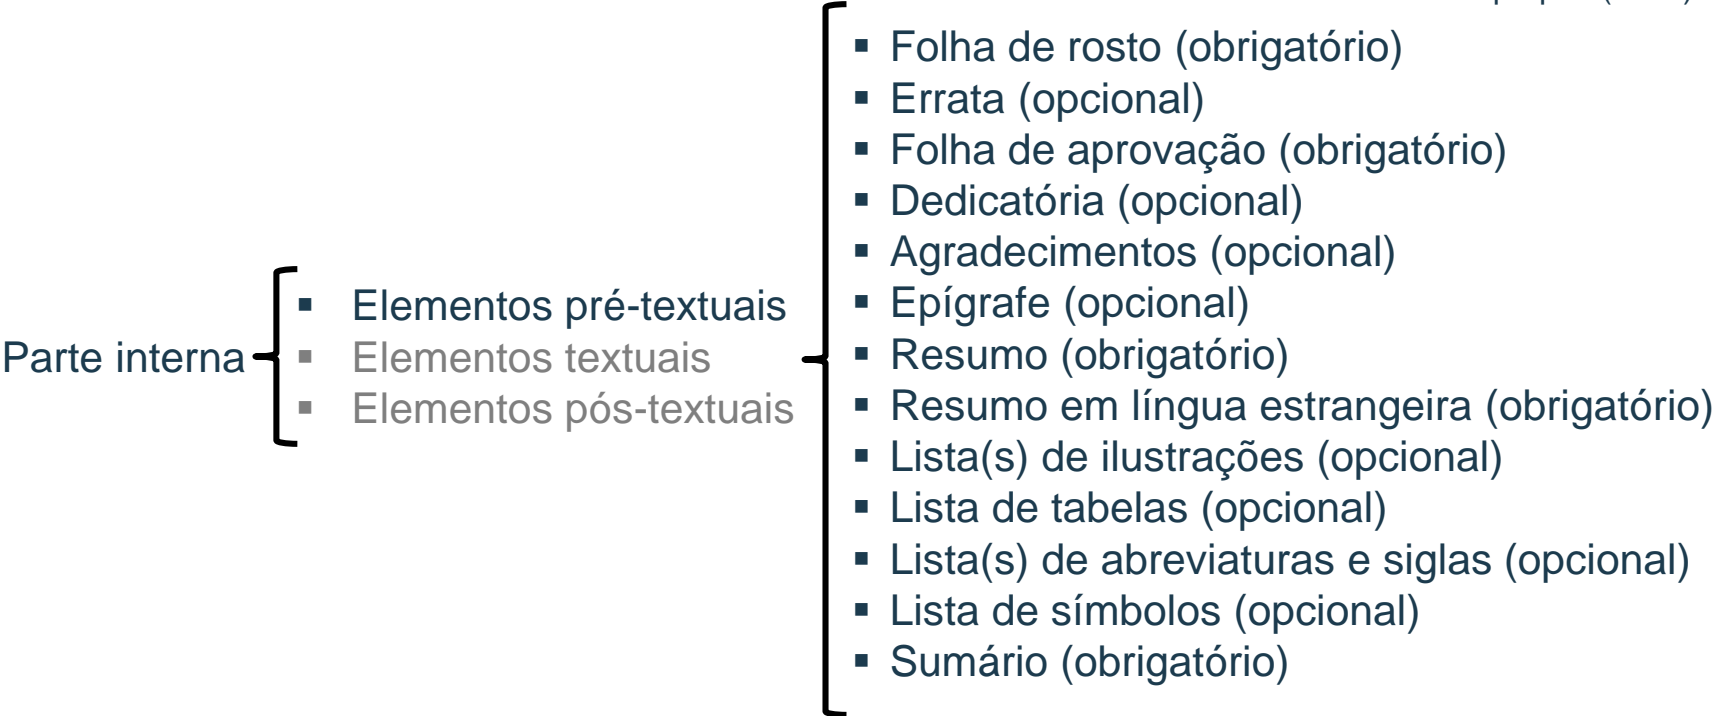 Parte interna
▪ Elementos pré-textuais
▪ Elementos textuais
▪ Elementos pós-textuais
▪ Folha de rosto (obrigatório)
▪ Errata (opcional)
▪ Folha de aprovação (obrigatório)
▪ Dedicatória (opcional)
▪ Agradecimentos (opcional)
▪ Epígrafe (opcional)
▪ Resumo (obrigatório)
▪ Resumo em língua estrangeira (obrigatório)
▪ Lista(s) de ilustrações (opcional)
▪ Lista de tabelas (opcional)
▪ Lista(s) de abreviaturas e siglas (opcional)
▪ Lista de símbolos (opcional)
▪ Sumário (obrigatório)